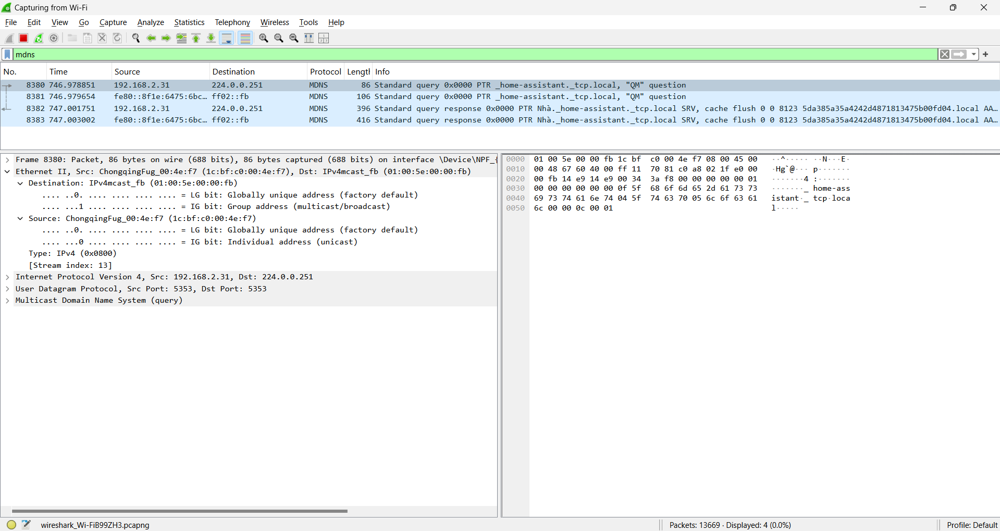 Capturing from Wi-Fi
File Edit View Go Capture Analyze Statistics Telephony Wireless Tools Help
mdns
No. Time Source Destination Protocol Lengtl Info
8380 746.978851 192.168.2.31 224.0.0.251 MDNS 86 Standard query 0x0000 PTR _home-assistant._tcp.local, "QM" question
8381 746.979654 fe80::8f1e:6475:6bc… ff02::fb MDNS 106 Standard query 0x0000 PTR _home-assistant._tcp.local, "QM" question
8382 747.001751 192.168.2.31 224.0.0.251 MDNS 396 Standard query response 0x0000 PTR Nhà._home-assistant._tcp.local SRV, cache flush 0 0 8123 5da385a35a4242d4871813475b00fd04.local AA…
8383 747.003002 fe80::8f1e:6475:6bc… ff02::fb MDNS 416 Standard query response 0x0000 PTR Nhà._home-assistant._tcp.local SRV, cache flush 0 0 8123 5da385a35a4242d4871813475b00fd04.local AA…
Frame 8380: Packet, 86 bytes on wire (688 bits), 86 bytes captured (688 bits) on interface \Device\NPF_{
Ethernet II, Src: ChongqingFug_00:4e:f7 (1c:bf:c0:00:4e:f7), Dst: IPv4mcast_fb (01:00:5e:00:00:fb)
Destination: IPv4mcast_fb (01:00:5e:00:00:fb)
.... ..0. .... .... .... .... = LG bit: Globally unique address (factory default)
.... ...1 .... .... .... .... = IG bit: Group address (multicast/broadcast)
Source: ChongqingFug_00:4e:f7 (1c:bf:c0:00:4e:f7)
.... ..0. .... .... .... .... = LG bit: Globally unique address (factory default)
.... ...0 .... .... .... .... = IG bit: Individual address (unicast)
Type: IPv4 (0x0800)
[Stream index: 13]
Internet Protocol Version 4, Src: 192.168.2.31, Dst: 224.0.0.251
User Datagram Protocol, Src Port: 5353, Dst Port: 5353
Multicast Domain Name System (query)
0000 01 00 5e 00 00 fb 1c bf c0 00 4e f7 08 00 45 00 ··^····· ··N···E·
0010 00 48 67 60 40 00 ff 11 70 81 c0 a8 02 1f e0 00 ·Hg`@··· p·······
0020 00 fb 14 e9 14 e9 00 34 3a f8 00 00 00 00 00 01 ·······4 :·······
0030 00 00 00 00 00 00 0f 5f 68 6f 6d 65 2d 61 73 73 ·······_ home-ass
0040 69 73 74 61 6e 74 04 5f 74 63 70 05 6c 6f 63 61 istant·_ tcp·loca
0050 6c 00 00 0c 00 01 l·····
wireshark_Wi-FiB99ZH3.pcapng
Packets: 13669 · Displayed: 4 (0.0%)
Profile: Default